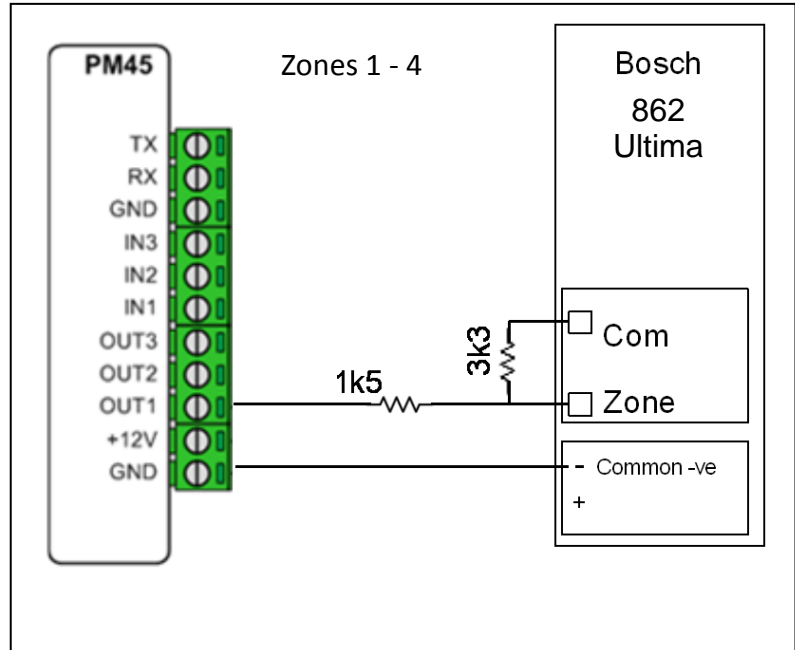 PM45
Zones 1 - 4
TX
RX
GND
IN3
IN2
IN1
OUT3
OUT2
OUT1
+12V
GND
1k5
3k3
Bosch
862
Ultima
Com
Zone
- Common -ve
+